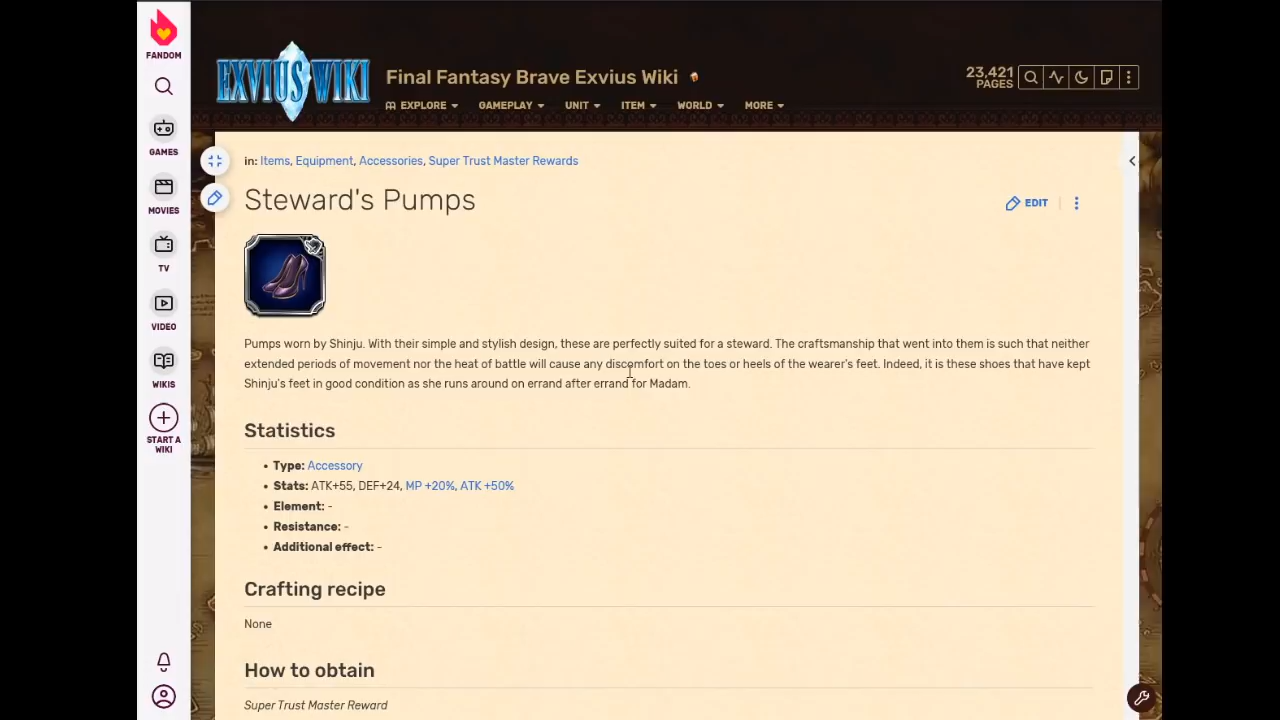 FANDOM
GAMES
MOVIES
TV
VIDEO
WIKIS
START A
WIKI
EXVIUS WIKI
Final Fantasy Brave Exvius Wiki
23,421
PAGES
EXPLORE
GAMEPLAY
UNIT
ITEM
WORLD
MORE
in: Items, Equipment, Accessories, Super Trust Master Rewards
Steward's Pumps
EDIT
Pumps worn by Shinju. With their simple and stylish design, these are perfectly suited for a steward. The craftsmanship that went into them is such that neither
extended periods of movement nor the heat of battle will cause any discomfort on the toes or heels of the wearer's feet. Indeed, it is these shoes that have kept
Shinju's feet in good condition as she runs around on errand after errand for Madam.
Statistics
• Type: Accessory
• Stats: ATK+55, DEF+24, MP +20%, ATK +50%
• Element: -
• Resistance: -
• Additional effect: -
Crafting recipe
None
How to obtain
Super Trust Master Reward